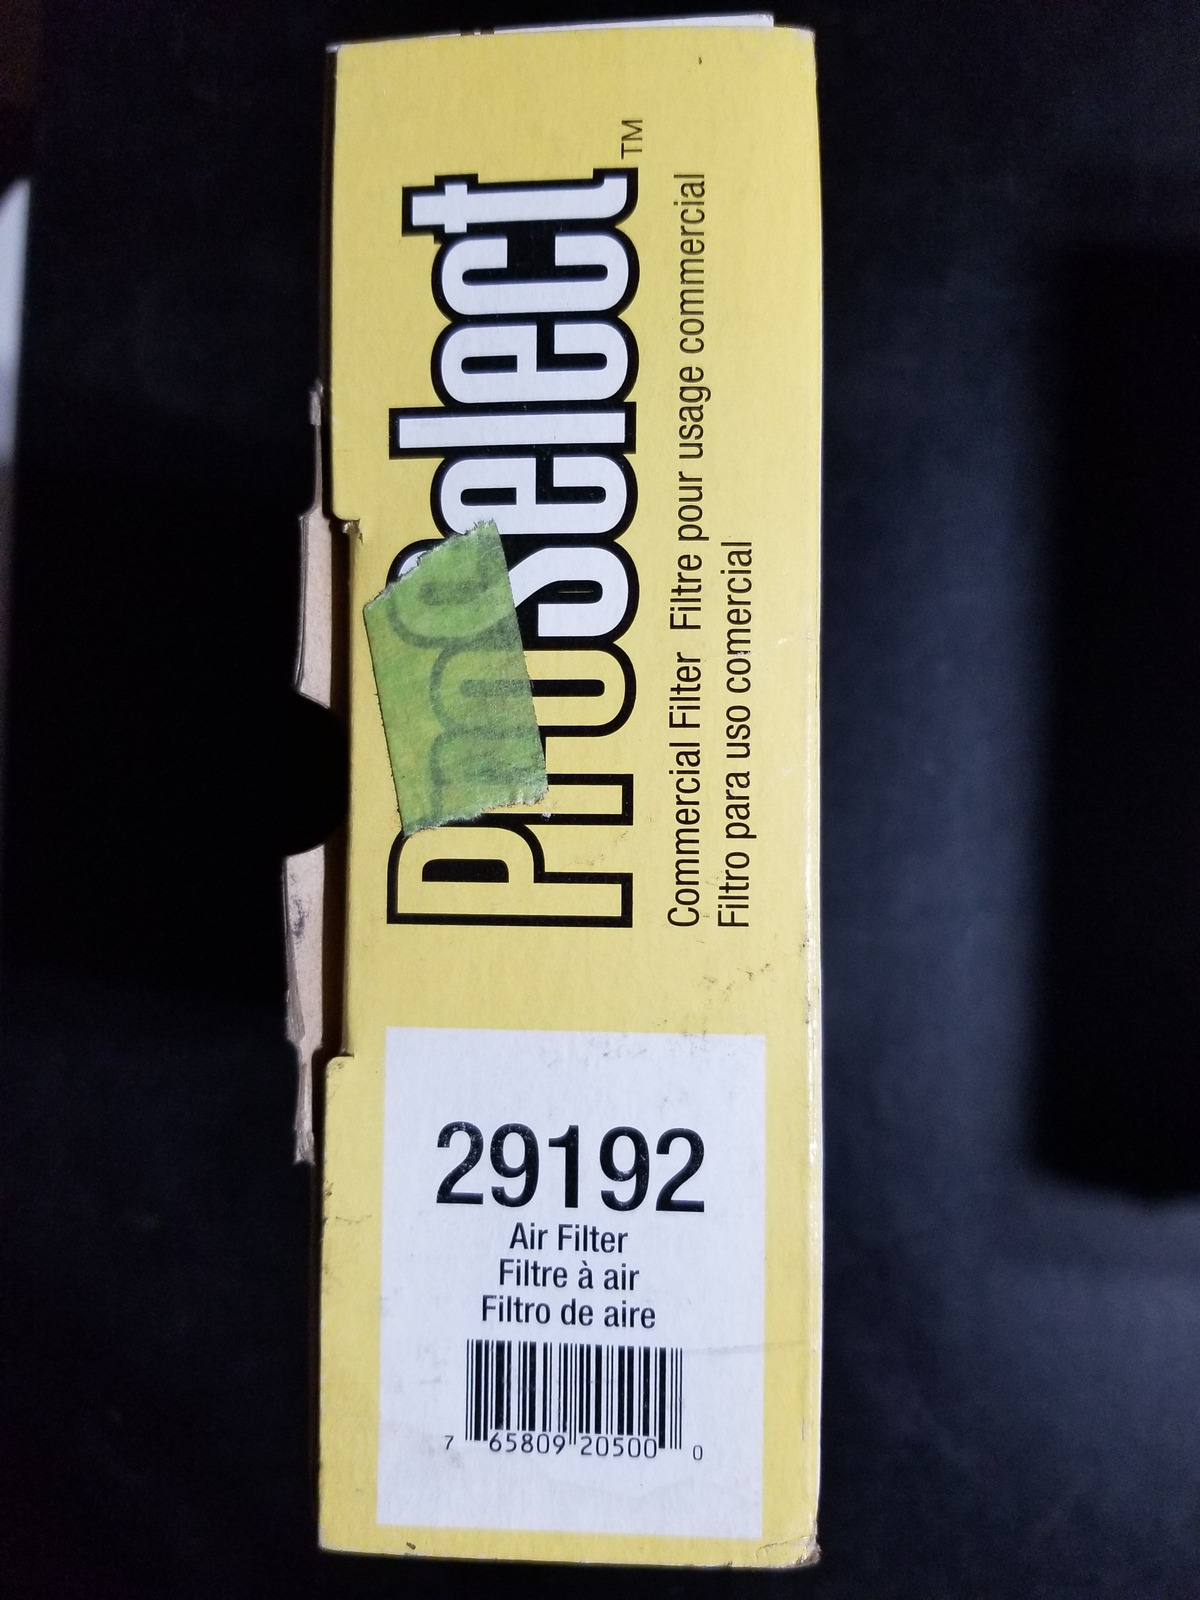 ProSelect™
Commercial Filter Filtre pour usage commercial
Filtro para uso comercial
29192
Air Filter
Filtre à air
Filtro de aire
7 65809 20500 0